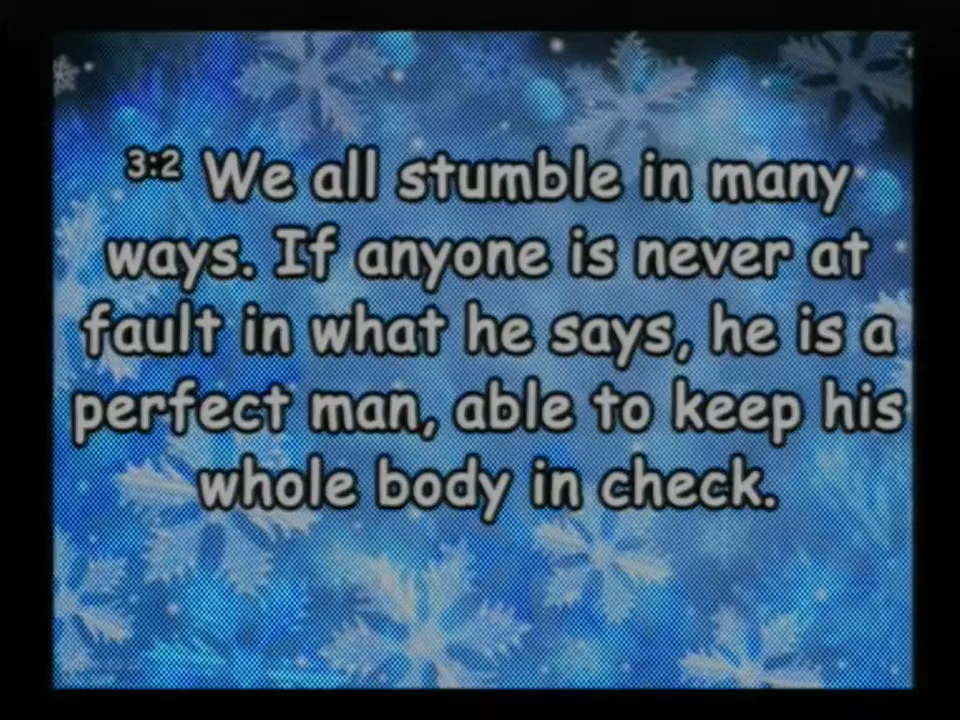 3:2 We all stumble in many
ways. If anyone is never at
fault in what he says, he is a
perfect man, able to keep his
whole body in check.